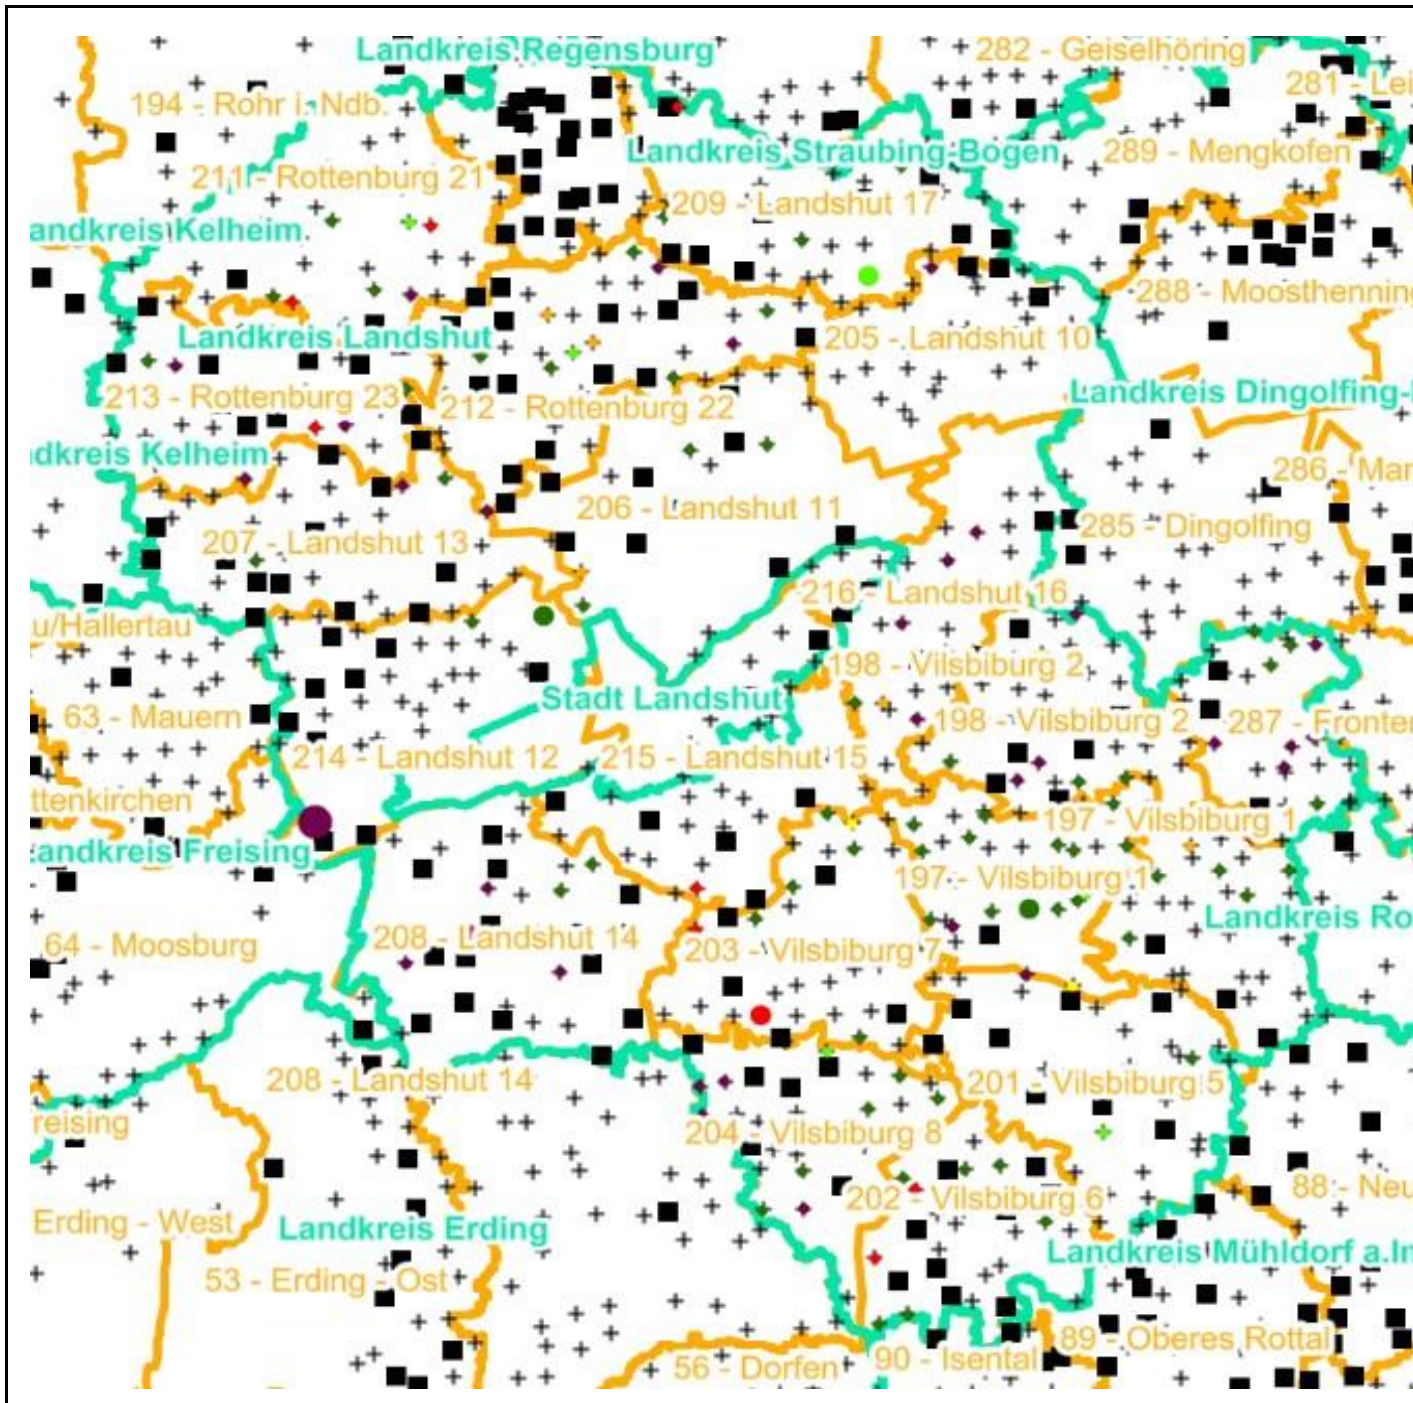 Landkreis Regensburg
282 - Geiselhöring
281 - Lei
194 - Rohr i. Ndb.
Landkreis Straubing-Bogen
289 - Mengkofen
211 - Rottenburg 21
209 - Landshut 17
andkreis Kelheim
288 - Moosthenning
Landkreis Landshut
205 - Landshut 10
Landkreis Dingolfing-
213 - Rottenburg 23
212 - Rottenburg 22
dkreis Kelheim
286 - Mar
206 - Landshut 11
285 - Dingolfing
207 - Landshut 13
216 - Landshut 16
u/Hallertau
198 - Vilsbiburg 2
Stadt Landshut
63 - Mauern
198 - Vilsbiburg 2
287 - Fronten
214 - Landshut 12
215 - Landshut 15
ttenkirchen
197 - Vilsbiburg 1
andkreis Freising
197 - Vilsbiburg 1
Landkreis Ro
64 - Moosburg
208 - Landshut 14
203 - Vilsbiburg 7
208 - Landshut 14
201 - Vilsbiburg 5
reising
204 - Vilsbiburg 8
88 - Neu
202 - Vilsbiburg 6
Erding - West
Landkreis Erding
Landkreis Mühldorf a.In
53 - Erding - Ost
89 - Oberes Rottal
56 - Dorfen
90 - Isental